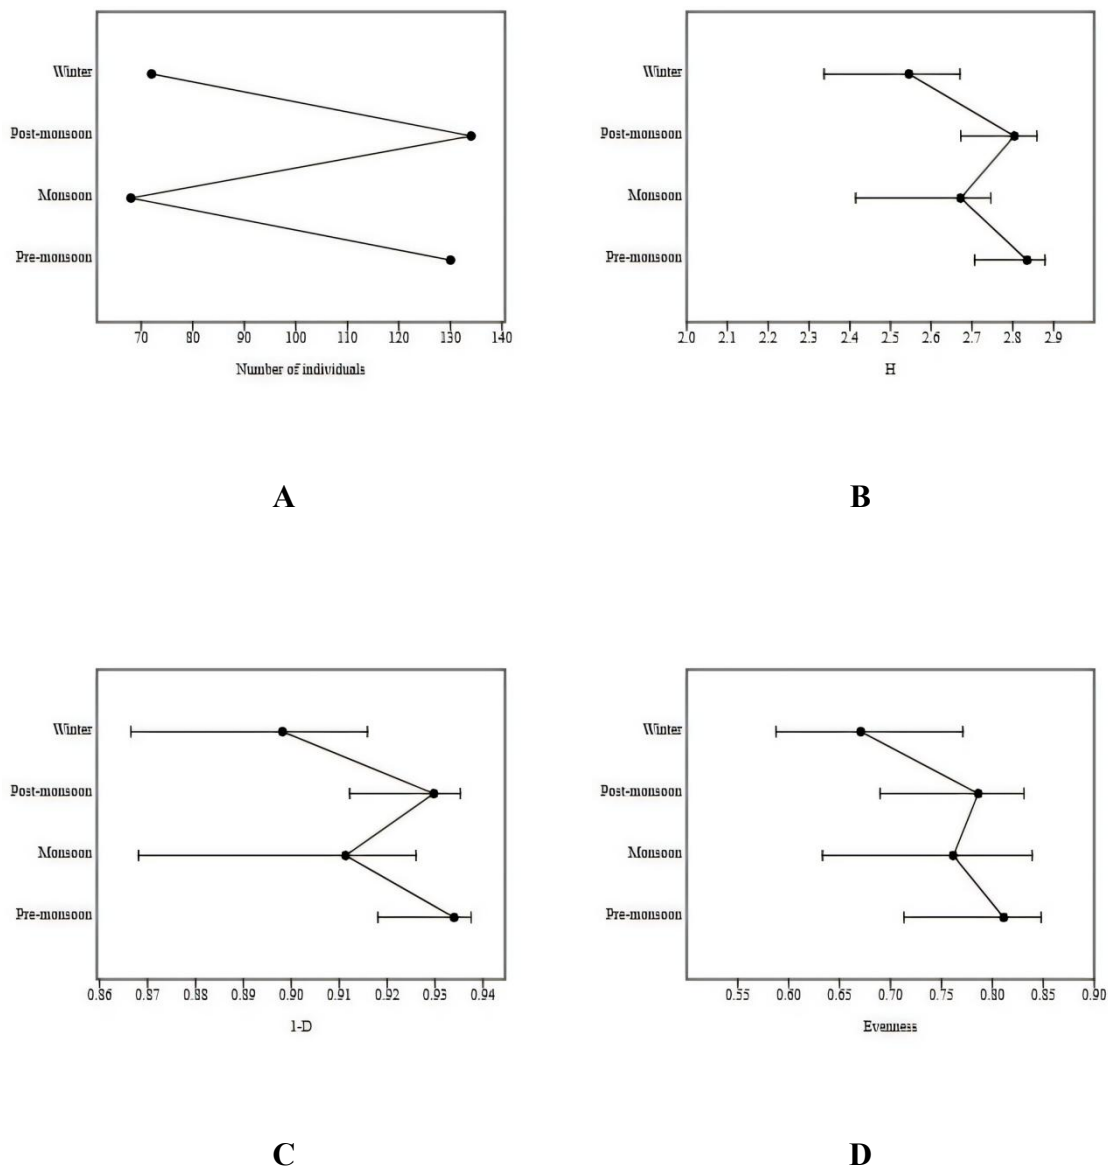 Winter
Post-monsoon
Monsoon
Pre-monsoon
70 80 90 100 110 120 130 140
Number of individuals
A
Winter
Post-monsoon
Monsoon
Pre-monsoon
2.0 2.1 2.2 2.3 2.4 2.5 2.6 2.7 2.8 2.9
H
B
Winter
Post-monsoon
Monsoon
Pre-monsoon
0.86 0.87 0.88 0.89 0.90 0.91 0.92 0.93 0.94
1-D
C
Winter
Post-monsoon
Monsoon
Pre-monsoon
0.55 0.60 0.65 0.70 0.75 0.80 0.85 0.90
Evenness
D